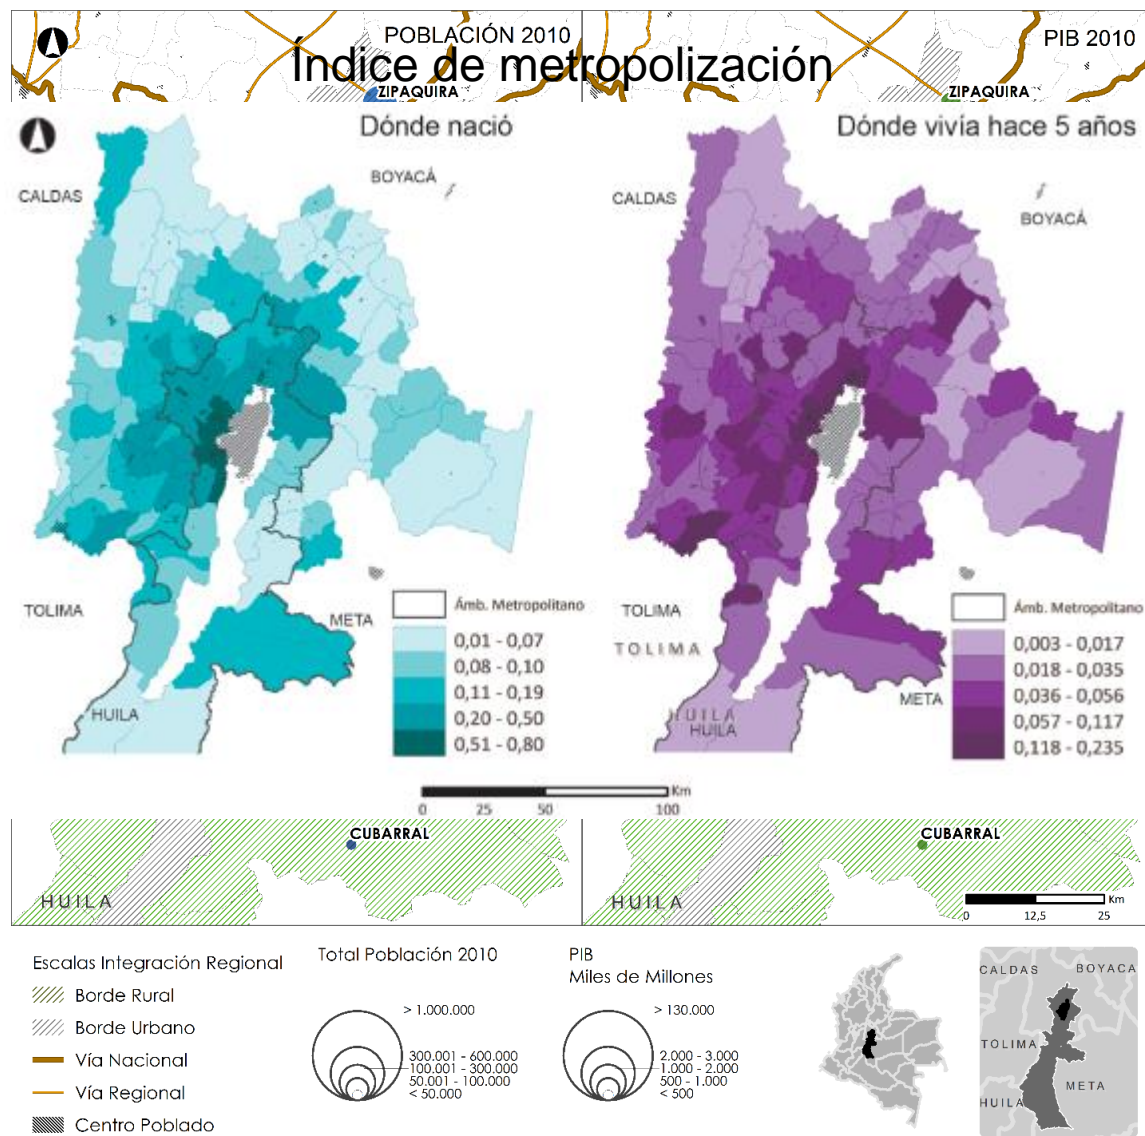 POBLACIÓN 2010
PIB 2010
Índice de metropolización
ZIPAQUIRA
ZIPAQUIRA
Dónde nació
Dónde vivía hace 5 años
CALDAS
BOYACÁ
CALDAS
BOYACÁ
TOLIMA
META
HUILA
Ámb. Metropolitano
0,01 - 0,07
0,08 - 0,10
0,11 - 0,19
0,20 - 0,50
0,51 - 0,80
TOLIMA
TOLIMA
META
HUILA
HUILA
Ámb. Metropolitano
0,003 - 0,017
0,018 - 0,035
0,036 - 0,056
0,057 - 0,117
0,118 - 0,235
Km
0 25 50 100
CUBARRAL
HUILA
CUBARRAL
HUILA
Km
0 12,5 25
Escalas Integración Regional
Borde Rural
Borde Urbano
Vía Nacional
Vía Regional
Centro Poblado
Total Población 2010
> 1.000.000
300.001 - 600.000
100.001 - 300.000
50.001 - 100.000
< 50.000
PIB
Miles de Millones
> 130.000
2.000 - 3.000
1.000 - 2.000
500 - 1.000
< 500
CALDAS
BOYACA
TOLIMA
META
HUILA